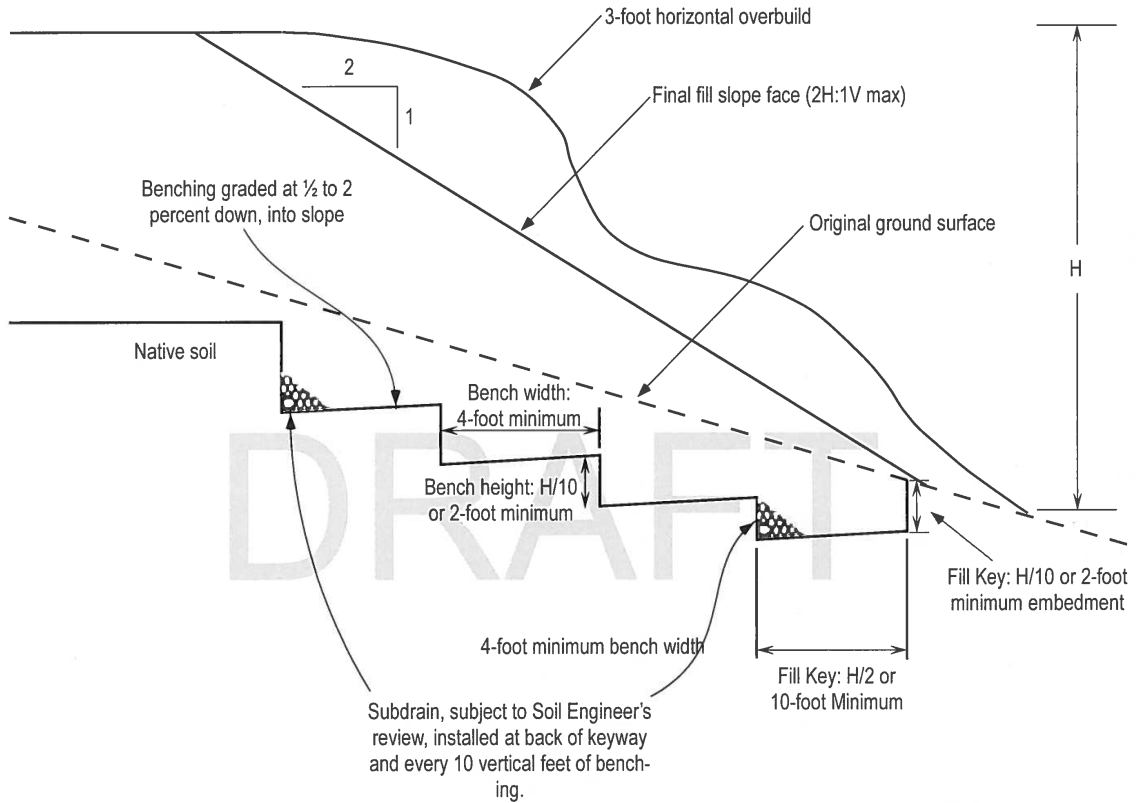 3-foot horizontal overbuild
2
1
Final fill slope face (2H:1V max)
Benching graded at ½ to 2
percent down, into slope
Original ground surface
H
Native soil
Bench width:
4-foot minimum
Bench height: H/10
or 2-foot minimum
DRAFT
Fill Key: H/10 or 2-foot
minimum embedment
4-foot minimum bench width
Fill Key: H/2 or
10-foot Minimum
Subdrain, subject to Soil Engineer's
review, installed at back of keyway
and every 10 vertical feet of bench-
ing.